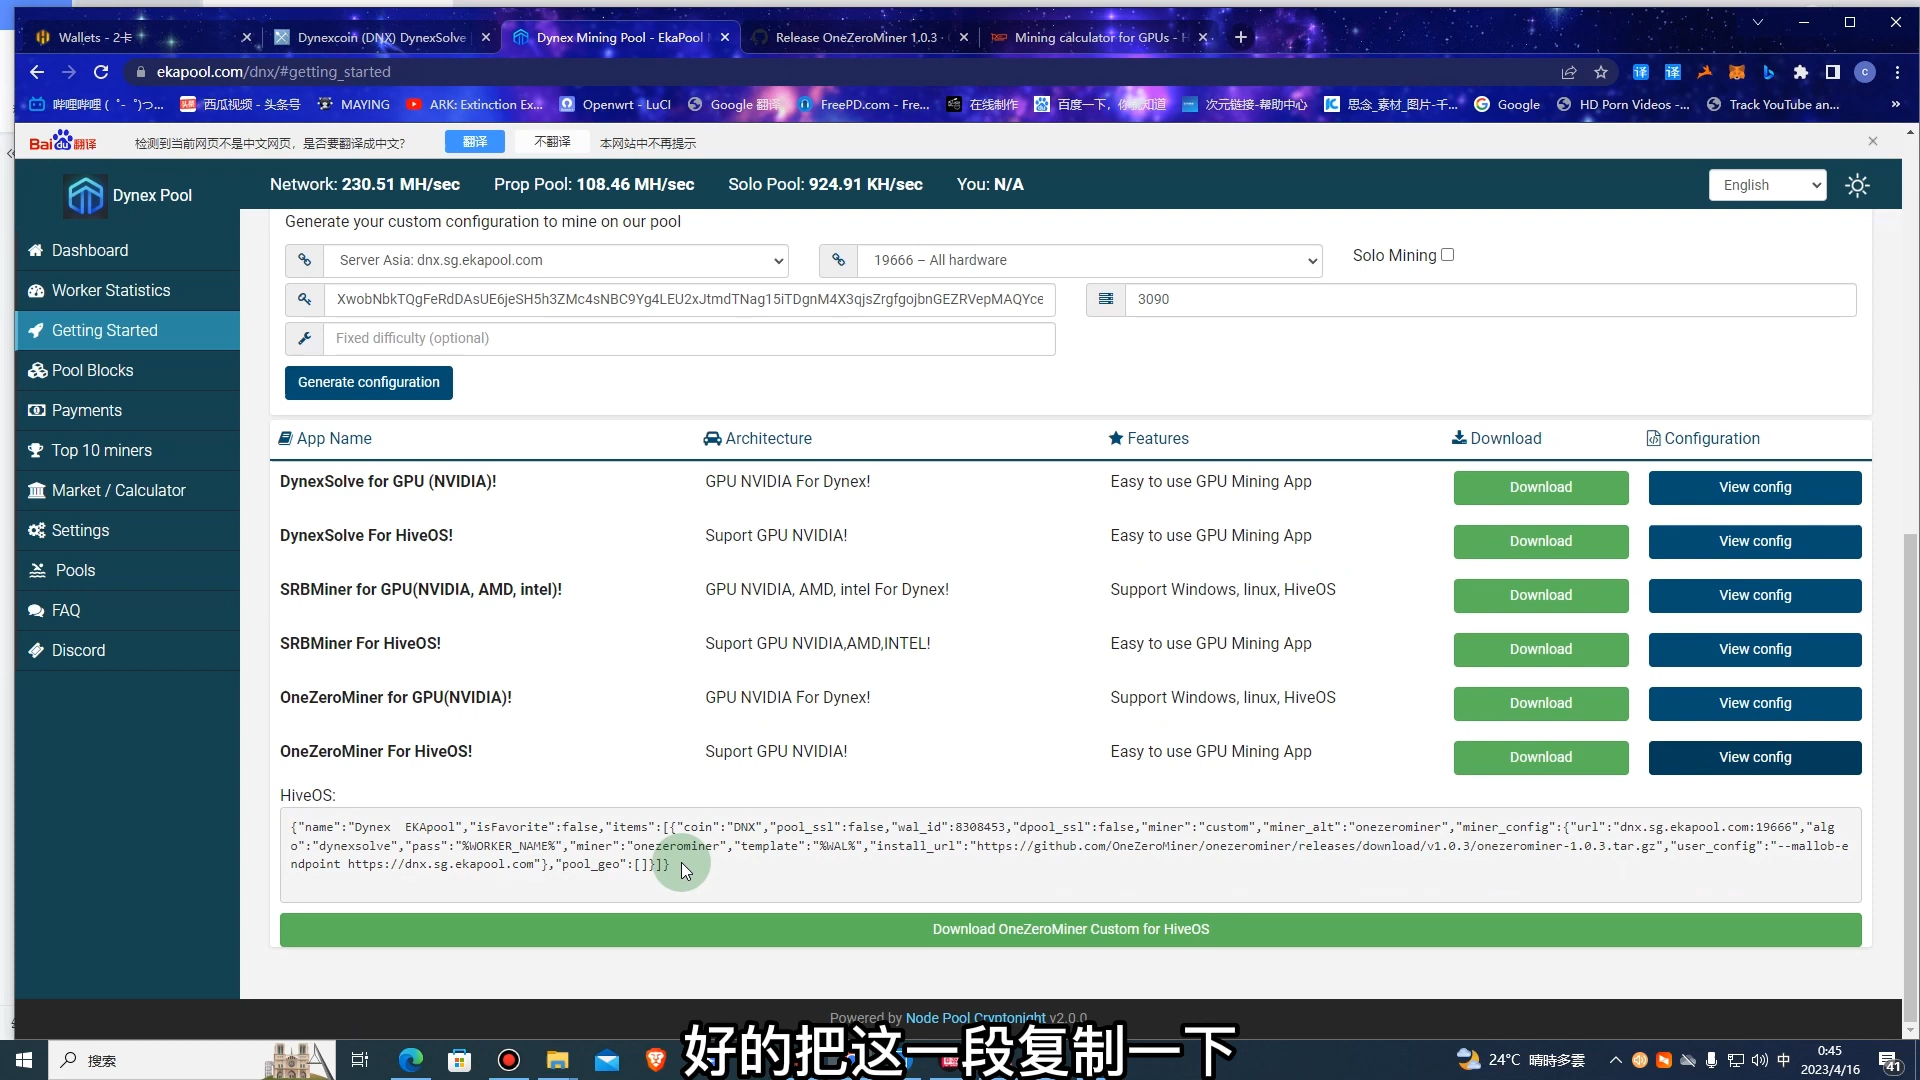 Wallets - 2卡
Dynexcoin (DNX) DynexSolve
Dynex Mining Pool - EkaPool
Release OneZeroMiner 1.0.3 ·
Mining calculator for GPUs - H
ekapool.com/dnx/#getting_started
哔哩哔哩 (゜-゜)つ...
西瓜视频 - 头条号
MAYING
ARK: Extinction Ex...
Openwrt - LuCI
Google 翻译
FreePD.com - Fre...
在线制作
百度一下，你就知道
次元链接-帮助中心
思念_素材_图片-千...
Google
HD Porn Videos -...
Track YouTube an...
Bai du 翻译
检测到当前网页不是中文网页，是否要翻译成中文?
翻译
不翻译
本网站中不再提示
Dynex Pool
Network: 230.51 MH/sec
Prop Pool: 108.46 MH/sec
Solo Pool: 924.91 KH/sec
You: N/A
English
Dashboard
Worker Statistics
Getting Started
Pool Blocks
Payments
Top 10 miners
Market / Calculator
Settings
Pools
FAQ
Discord
Generate your custom configuration to mine on our pool
Server Asia: dnx.sg.ekapool.com
19666 – All hardware
Solo Mining
XwobNbkTQgFeRdDAsUE6jeSH5h3ZMc4sNBC9Yg4LEU2xJtmdTNag15iTDgnM4X3qjsZrgfgojbnGEZRVepMAQYce
3090
Fixed difficulty (optional)
Generate configuration
App Name
Architecture
Features
Download
Configuration
DynexSolve for GPU (NVIDIA)!
GPU NVIDIA For Dynex!
Easy to use GPU Mining App
Download
View config
DynexSolve For HiveOS!
Suport GPU NVIDIA!
Easy to use GPU Mining App
Download
View config
SRBMiner for GPU(NVIDIA, AMD, intel)!
GPU NVIDIA, AMD, intel For Dynex!
Support Windows, linux, HiveOS
Download
View config
SRBMiner For HiveOS!
Suport GPU NVIDIA,AMD,INTEL!
Easy to use GPU Mining App
Download
View config
OneZeroMiner for GPU(NVIDIA)!
GPU NVIDIA For Dynex!
Support Windows, linux, HiveOS
Download
View config
OneZeroMiner For HiveOS!
Suport GPU NVIDIA!
Easy to use GPU Mining App
Download
View config
HiveOS:
{"name":"Dynex  EKApool","isFavorite":false,"items":[{"coin":"DNX","pool_ssl":false,"wal_id":8308453,"dpool_ssl":false,"miner":"custom","miner_alt":"onezerominer","miner_config":{"url":"dnx.sg.ekapool.com:19666","alg
o":"dynexsolve","pass":"%WORKER_NAME%","miner":"onezerominer","template":"%WAL%","install_url":"https://github.com/OneZeroMiner/onezerominer/releases/download/v1.0.3/onezerominer-1.0.3.tar.gz","user_config":"--mallob-e
ndpoint https://dnx.sg.ekapool.com"},"pool_geo":[]}]}
Download OneZeroMiner Custom for HiveOS
Powered by Node Pool Cryptonight v2.0.0
好的把这一段复制一下
搜索
24°C 晴時多雲
中
0:45
2023/4/16
41